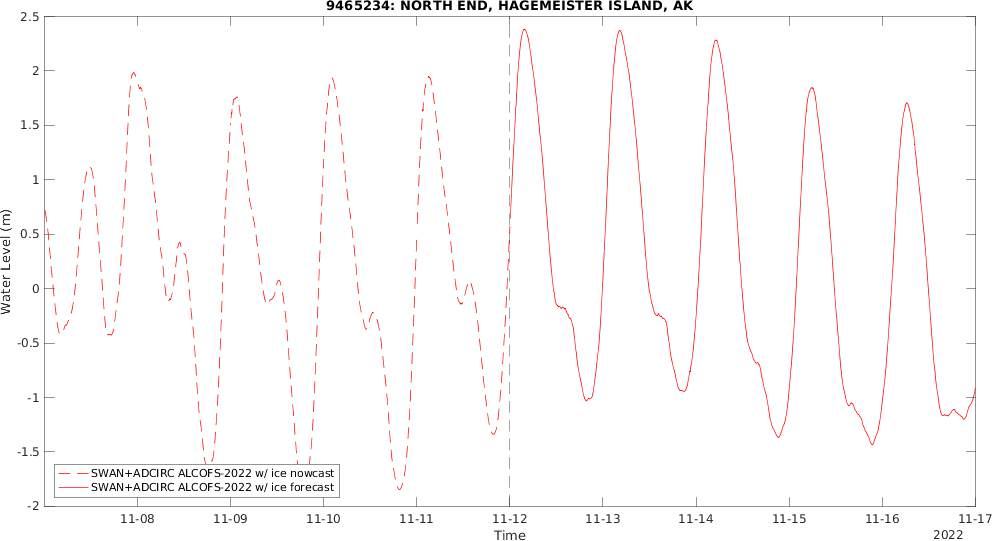 9465234: NORTH END, HAGEMEISTER ISLAND, AK
2.5
2
1.5
1
0.5
0
-0.5
-1
-1.5
-2
Water Level (m)
SWAN+ADCIRC ALCOFS-2022 w/ ice nowcast
SWAN+ADCIRC ALCOFS-2022 w/ ice forecast
11-08 11-09 11-10 11-11 11-12 11-13 11-14 11-15 11-16 11-17
Time
2022